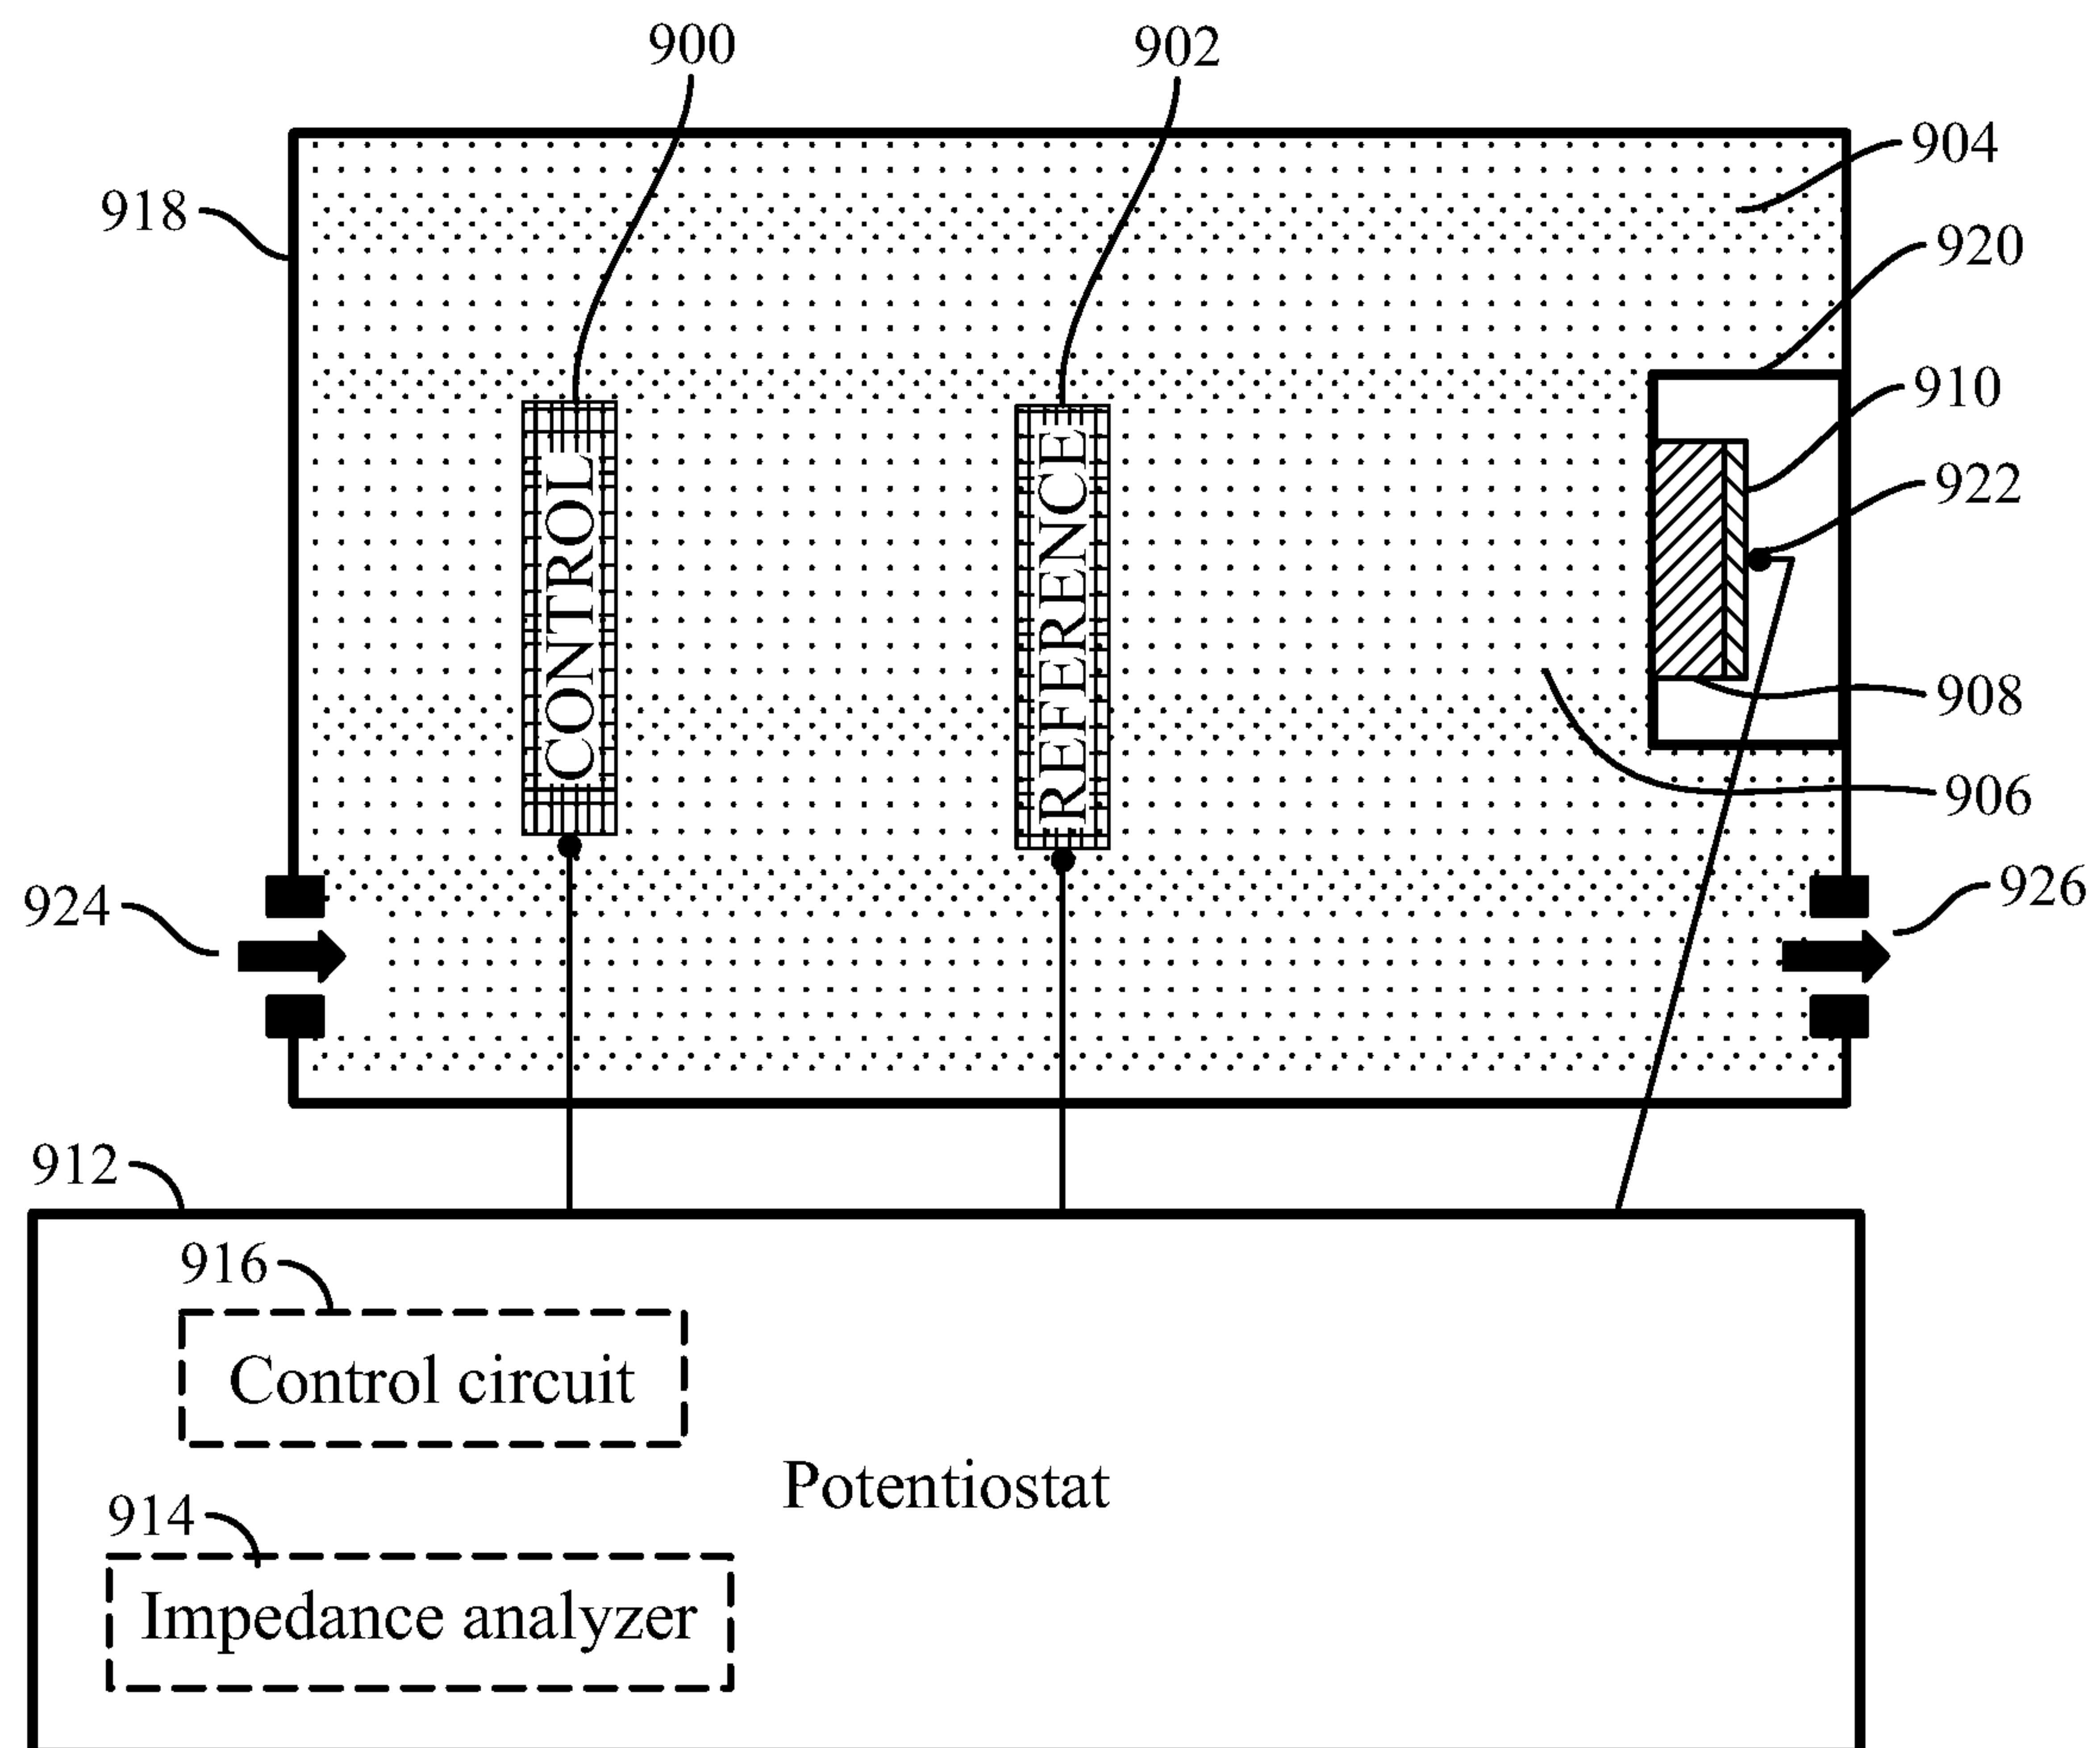 900
902
904
918
920
910
CONTROL
REFERENCE
922
908
906
924
926
912
916
Control circuit
Potentiostat
914
Impedance analyzer